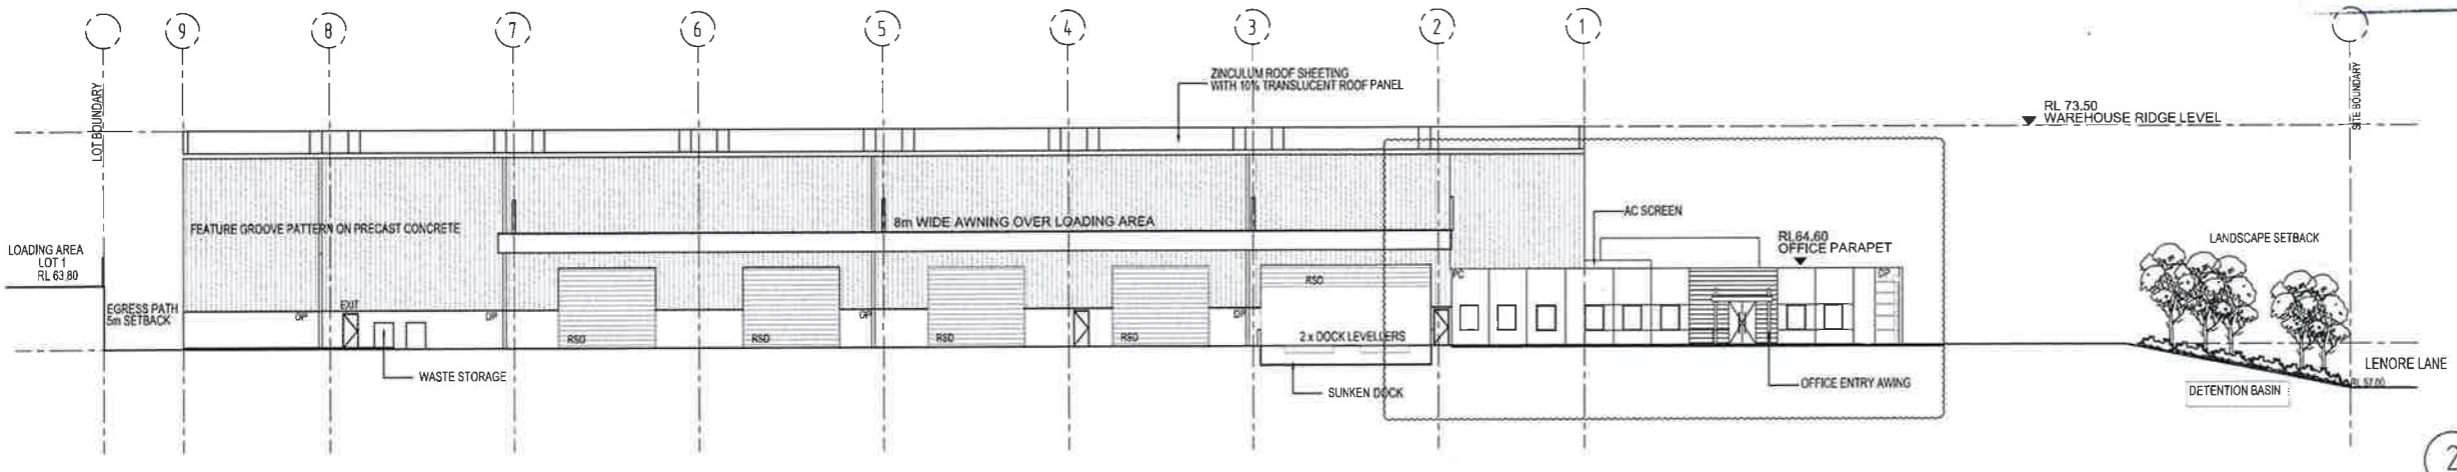 9
8
7
6
5
4
3
2
1
LOT BOUNDARY
ZINCULUM ROOF SHEETING
WITH 10% TRANSLUCENT ROOF PANEL
RL 73.50
WAREHOUSE RIDGE LEVEL
SITE BOUNDARY
FEATURE GROOVE PATTERN ON PRECAST CONCRETE
8m WIDE AWNING OVER LOADING AREA
AC SCREEN
RL64.60
OFFICE PARAPET
LANDSCAPE SETBACK
LOADING AREA
LOT 1
RL 63.80
EGRESS PATH
5m SETBACK
EXIT
DP
DP
DP
DP
PC
DP
RSD
RSD
RSD
RSD
RSD
2 x DOCK LEVELLERS
WASTE STORAGE
SUNKEN DOCK
OFFICE ENTRY AWING
LENORE LANE
RL 57.00
DETENTION BASIN
2